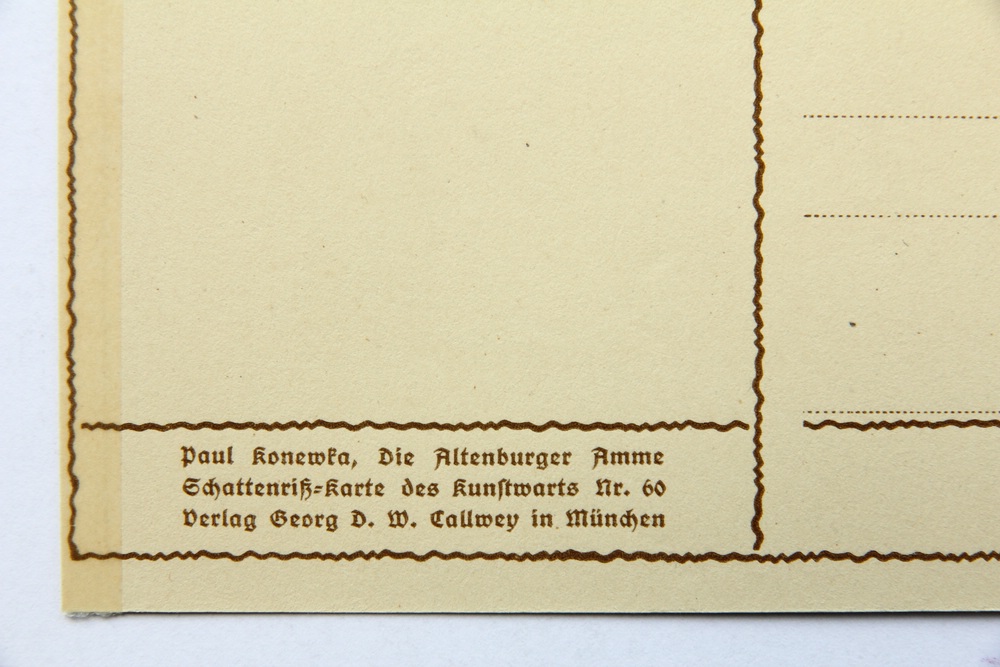 Paul Konewka, Die Altenburger Amme
Schattenriß-Karte des Kunstwarts Nr. 60
Verlag Georg D. W. Callwey in München